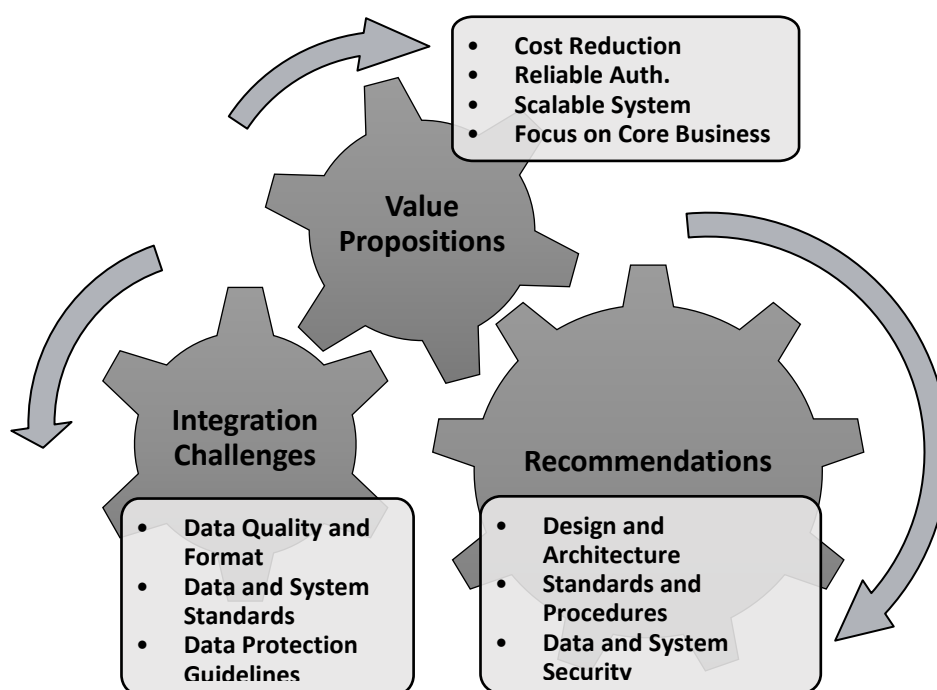 • Cost Reduction
• Reliable Auth.
• Scalable System
• Focus on Core Business
Value
Propositions
Integration
Challenges
• Data Quality and
Format
• Data and System
Standards
• Data Protection
Guidelines
Recommendations
• Design and
Architecture
• Standards and
Procedures
• Data and System
Security